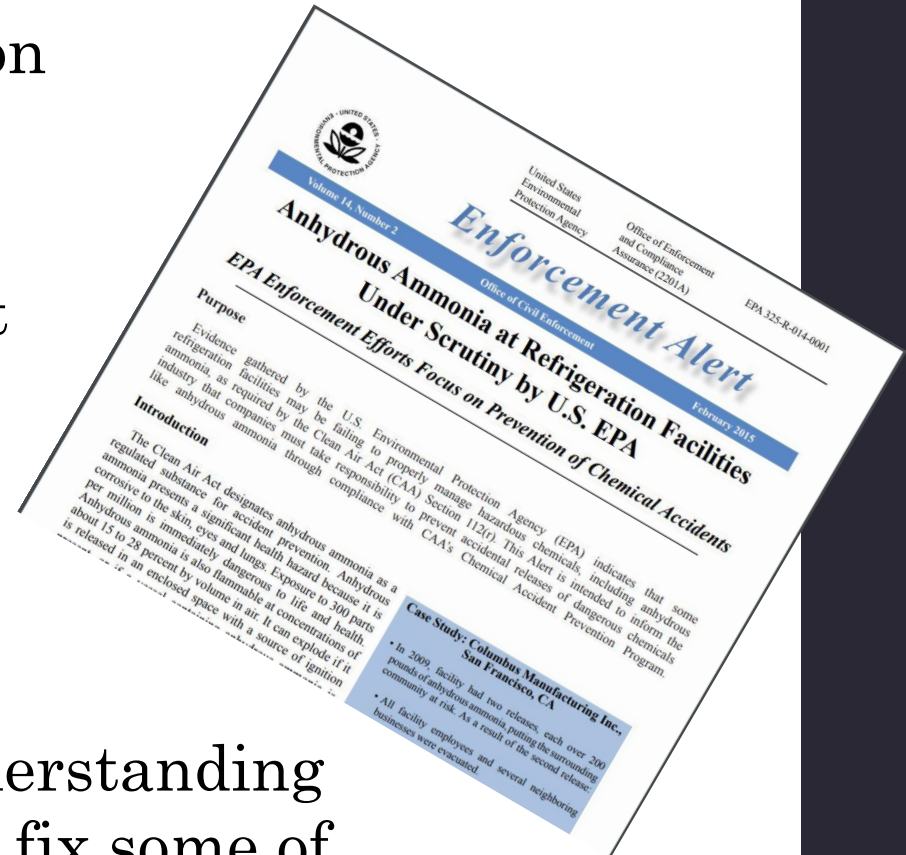 on
t
UNITED STATES
ENVIRONMENTAL PROTECTION AGENCY
United States
Environmental
Protection Agency
Office of Enforcement
and Compliance
Assurance (2201A)
EPA 325-R-014-0001
Enforcement Alert
Volume 14, Number 2
Office of Civil Enforcement
February 2015
Anhydrous Ammonia at Refrigeration Facilities
Under Scrutiny by U.S. EPA
EPA Enforcement Efforts Focus on Prevention of Chemical Accidents
Purpose
Evidence gathered by the U.S. Environmental Protection Agency (EPA) indicates that some
refrigeration facilities may be failing to properly manage hazardous chemicals, including anhydrous
ammonia, as required by the Clean Air Act (CAA) Section 112(r). This Alert is intended to inform the
industry that companies must take responsibility to prevent accidental releases of dangerous chemicals
like anhydrous ammonia through compliance with CAA's Chemical Accident Prevention Program.
Introduction
The Clean Air Act designates anhydrous ammonia as a
regulated substance for accident prevention. Anhydrous
ammonia presents a significant health hazard because it is
corrosive to the skin, eyes and lungs. Exposure to 300 parts
per million is immediately dangerous to life and health.
Anhydrous ammonia is also flammable at concentrations of
about 15 to 28 percent by volume in air. It can explode if it
is released in an enclosed space with a source of ignition
Case Study: Columbus Manufacturing Inc.,
San Francisco, CA
• In 2009, facility had two releases, each over 200
pounds of anhydrous ammonia, putting the surrounding
community at risk. As a result of the second release:
• All facility employees and several neighboring
businesses were evacuated.
erstanding
fix some of